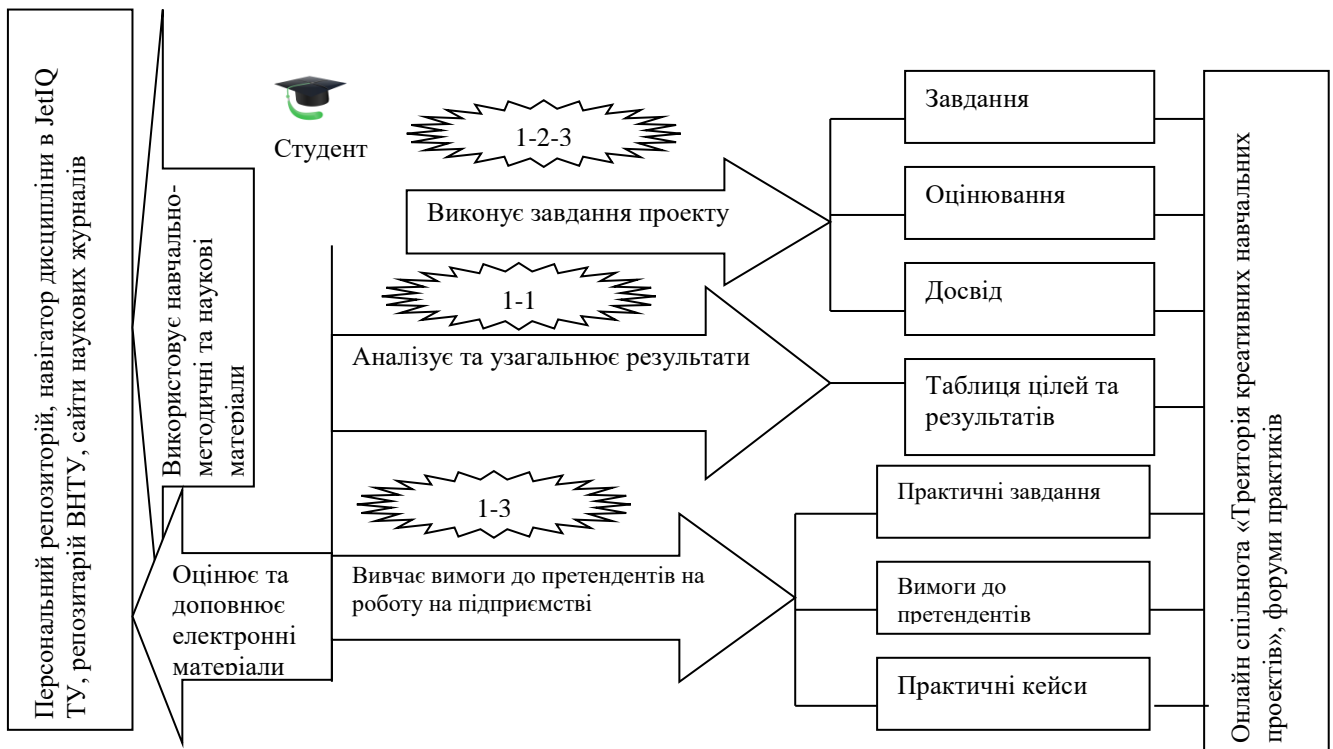 Персональний репозиторій, навігатор дисципліни в JetIQ
ТУ, репозитарій ВНТУ, сайти наукових журналів
Використовує навчально-
методичні та наукові
матеріали
Оцінює та
доповнює
електронні
матеріали
Студент
1-2-3
Виконує завдання проекту
1-1
Аналізує та узагальнює результати
1-3
Вивчає вимоги до претендентів на
роботу на підприємстві
Завдання
Оцінювання
Досвід
Таблиця цілей та
результатів
Практичні завдання
Вимоги до
претендентів
Практичні кейси
Онлайн спільнота «Треиторія креативних навчальних
проектів», форуми практиків